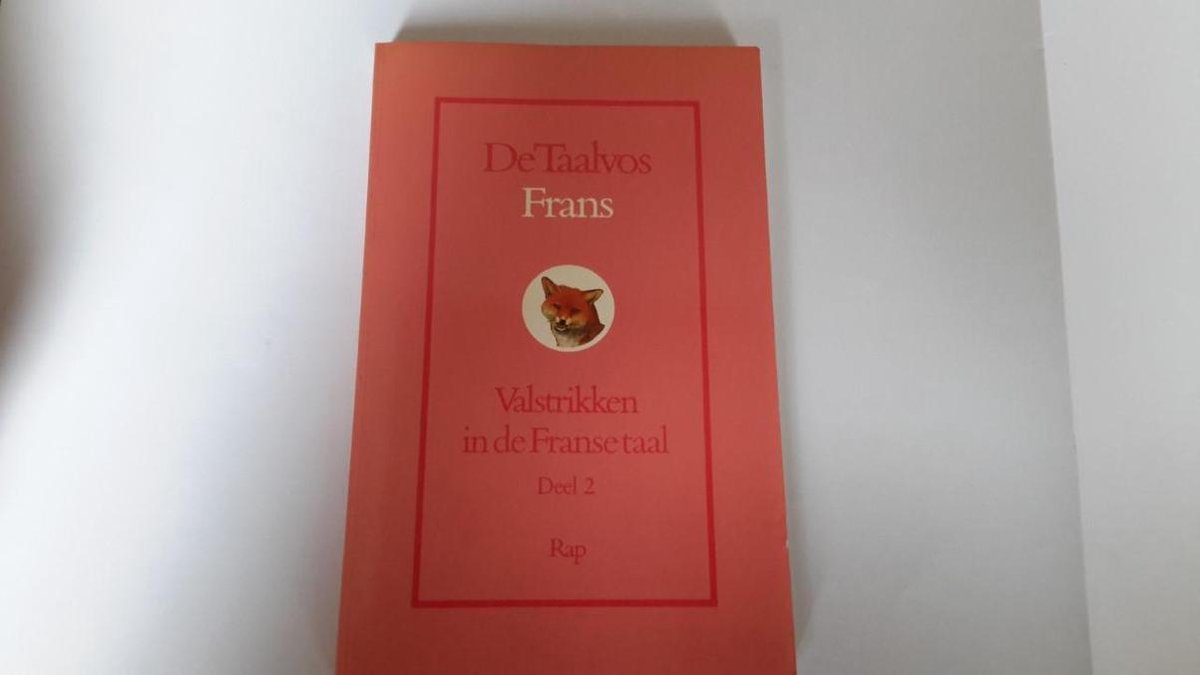 De Taalvos
Frans
Valstrikken
in de Franse taal
Deel 2
Rap